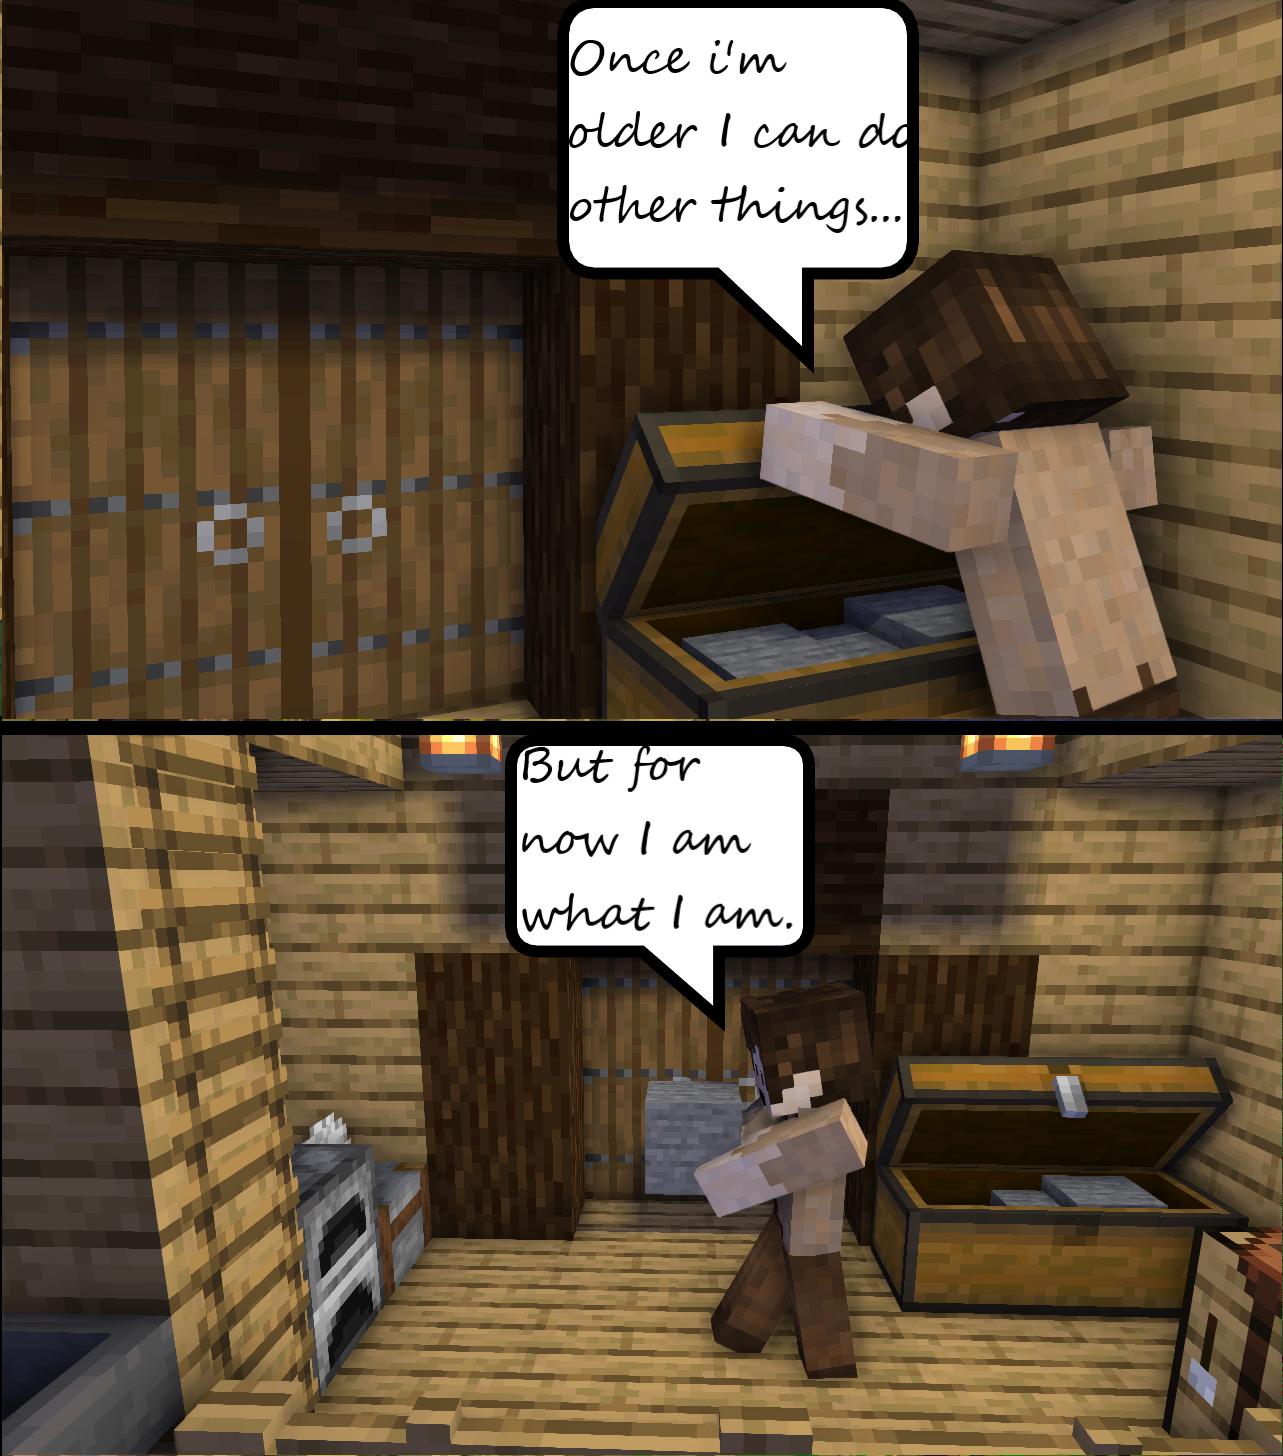 Once i'm
older I can do
other things...
But for
now I am
what I am.